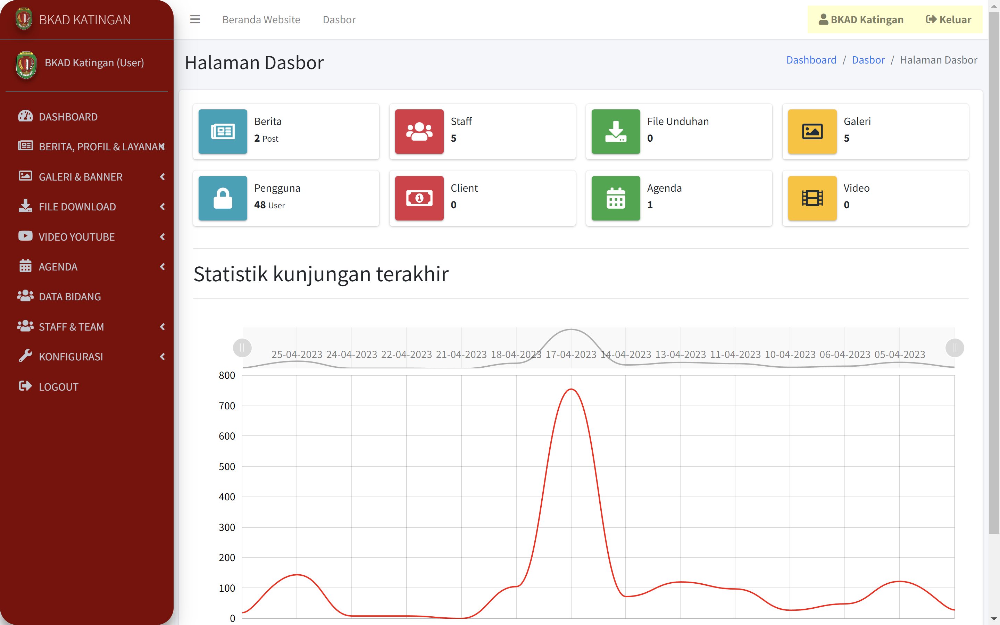 BKAD KATINGAN
Beranda Website
Dasbor
BKAD Katingan
Keluar
BKAD Katingan (User)
DASHBOARD
BERITA, PROFIL & LAYANAN
GALERI & BANNER
FILE DOWNLOAD
VIDEO YOUTUBE
AGENDA
DATA BIDANG
STAFF & TEAM
KONFIGURASI
LOGOUT
Halaman Dasbor
Dashboard / Dasbor / Halaman Dasbor
Berita
2 Post
Staff
5
File Unduhan
0
Galeri
5
Pengguna
48 User
Client
0
Agenda
1
Video
0
Statistik kunjungan terakhir
25-04-2023 24-04-2023 22-04-2023 21-04-2023 18-04-2023 17-04-2023 14-04-2023 13-04-2023 11-04-2023 10-04-2023 06-04-2023 05-04-2023
800
700
600
500
400
300
200
100
0